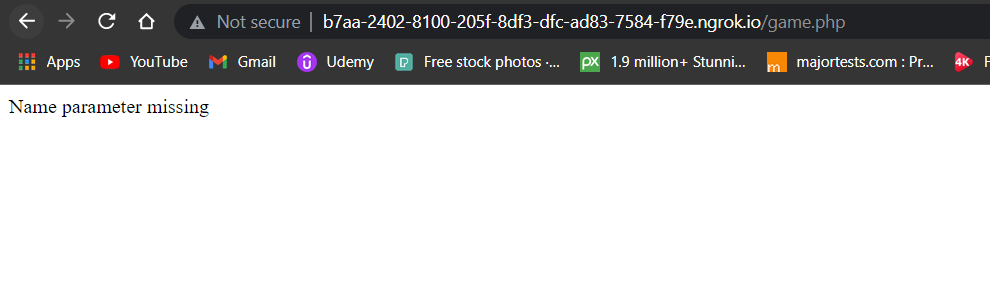 Not secure | b7aa-2402-8100-205f-8df3-dfc-ad83-7584-f79e.ngrok.io/game.php
Apps YouTube Gmail Udemy Free stock photos ·... 1.9 million+ Stunni... majortests.com : Pr... 4K F
Name parameter missing